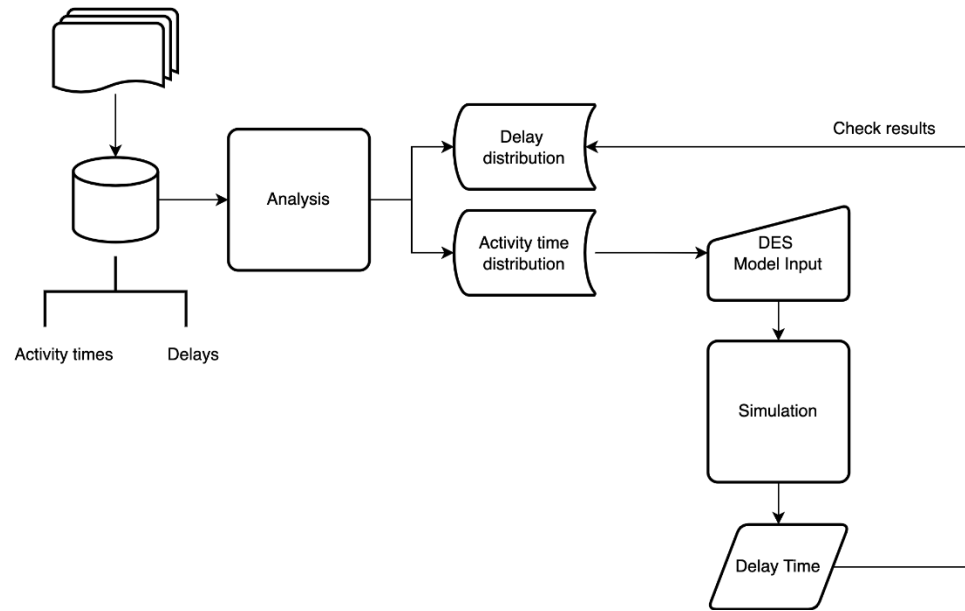 Check results
Delay
distribution
Analysis
Activity time
distribution
DES
Model Input
Activity times
Delays
Simulation
Delay Time